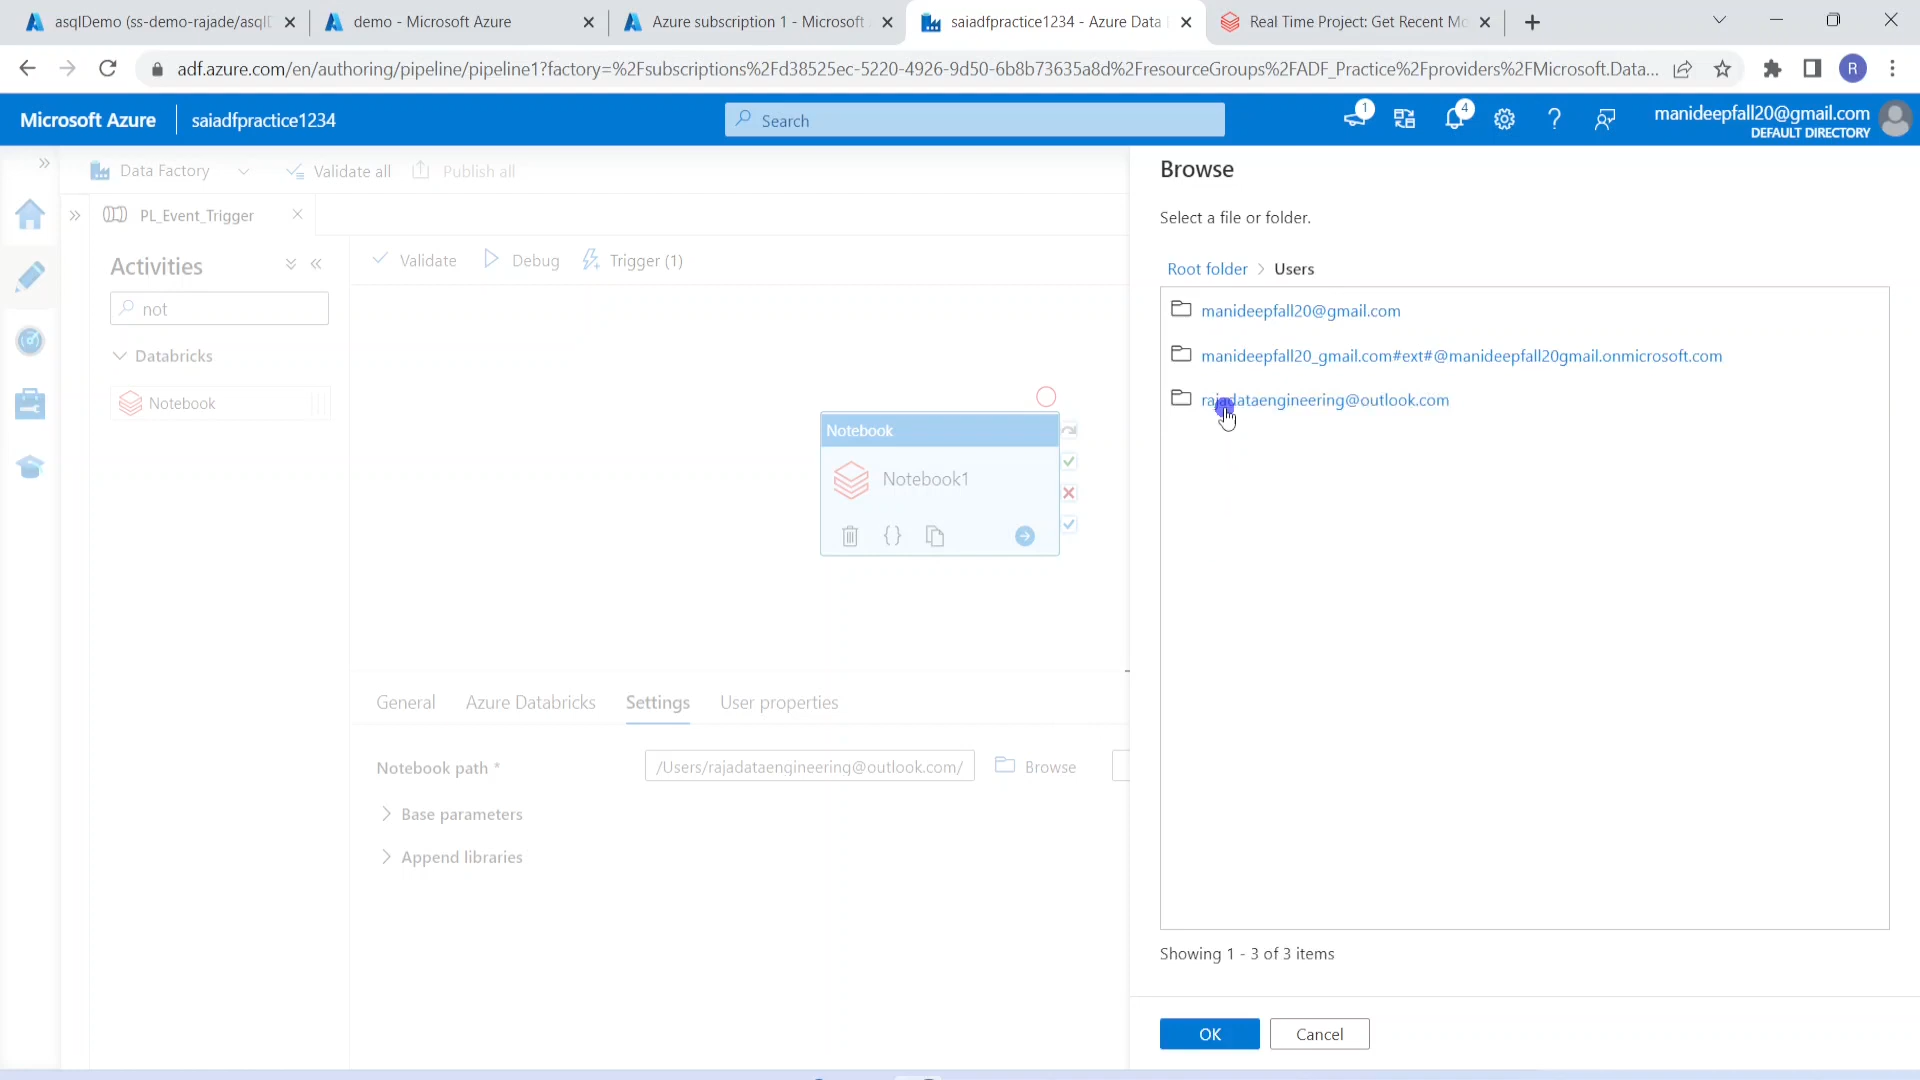 asqlDemo (ss-demo-rajade/asqlD
demo - Microsoft Azure
Azure subscription 1 - Microsoft
saiadfpractice1234 - Azure Data
Real Time Project: Get Recent Mo
adf.azure.com/en/authoring/pipeline/pipeline1?factory=%2Fsubscriptions%2Fd38525ec-5220-4926-9d50-6b8b73635a8d%2FresourceGroups%2FADF_Practice%2Fproviders%2FMicrosoft.Data...
R
Microsoft Azure
saiadfpractice1234
Search
1
4
manideepfall20@gmail.com
DEFAULT DIRECTORY
Data Factory
Validate all
Publish all
PL_Event_Trigger
Activities
not
Databricks
Notebook
Validate
Debug
Trigger (1)
Notebook
Notebook1
General
Azure Databricks
Settings
User properties
Notebook path *
/Users/rajadataengineering@outlook.com/
Browse
Base parameters
Append libraries
Browse
Select a file or folder.
Root folder > Users
manideepfall20@gmail.com
manideepfall20_gmail.com#ext#@manideepfall20gmail.onmicrosoft.com
rajadataengineering@outlook.com
Showing 1 - 3 of 3 items
OK
Cancel